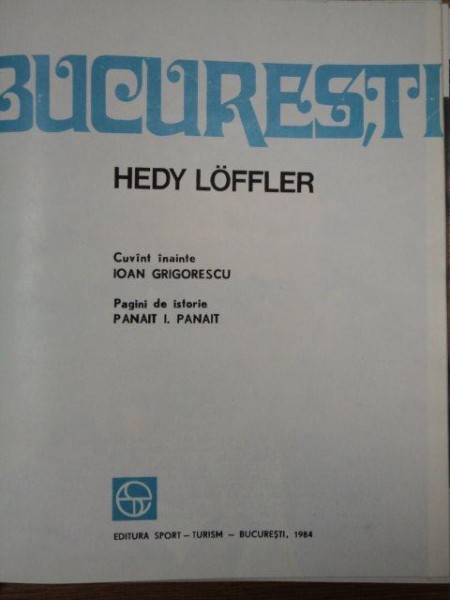 BUCUREȘTI
HEDY LÖFFLER
Cuvînt înainte
IOAN GRIGORESCU
Pagini de istorie
PANAIT I. PANAIT
EDITURA SPORT – TURISM – BUCUREȘTI, 1984